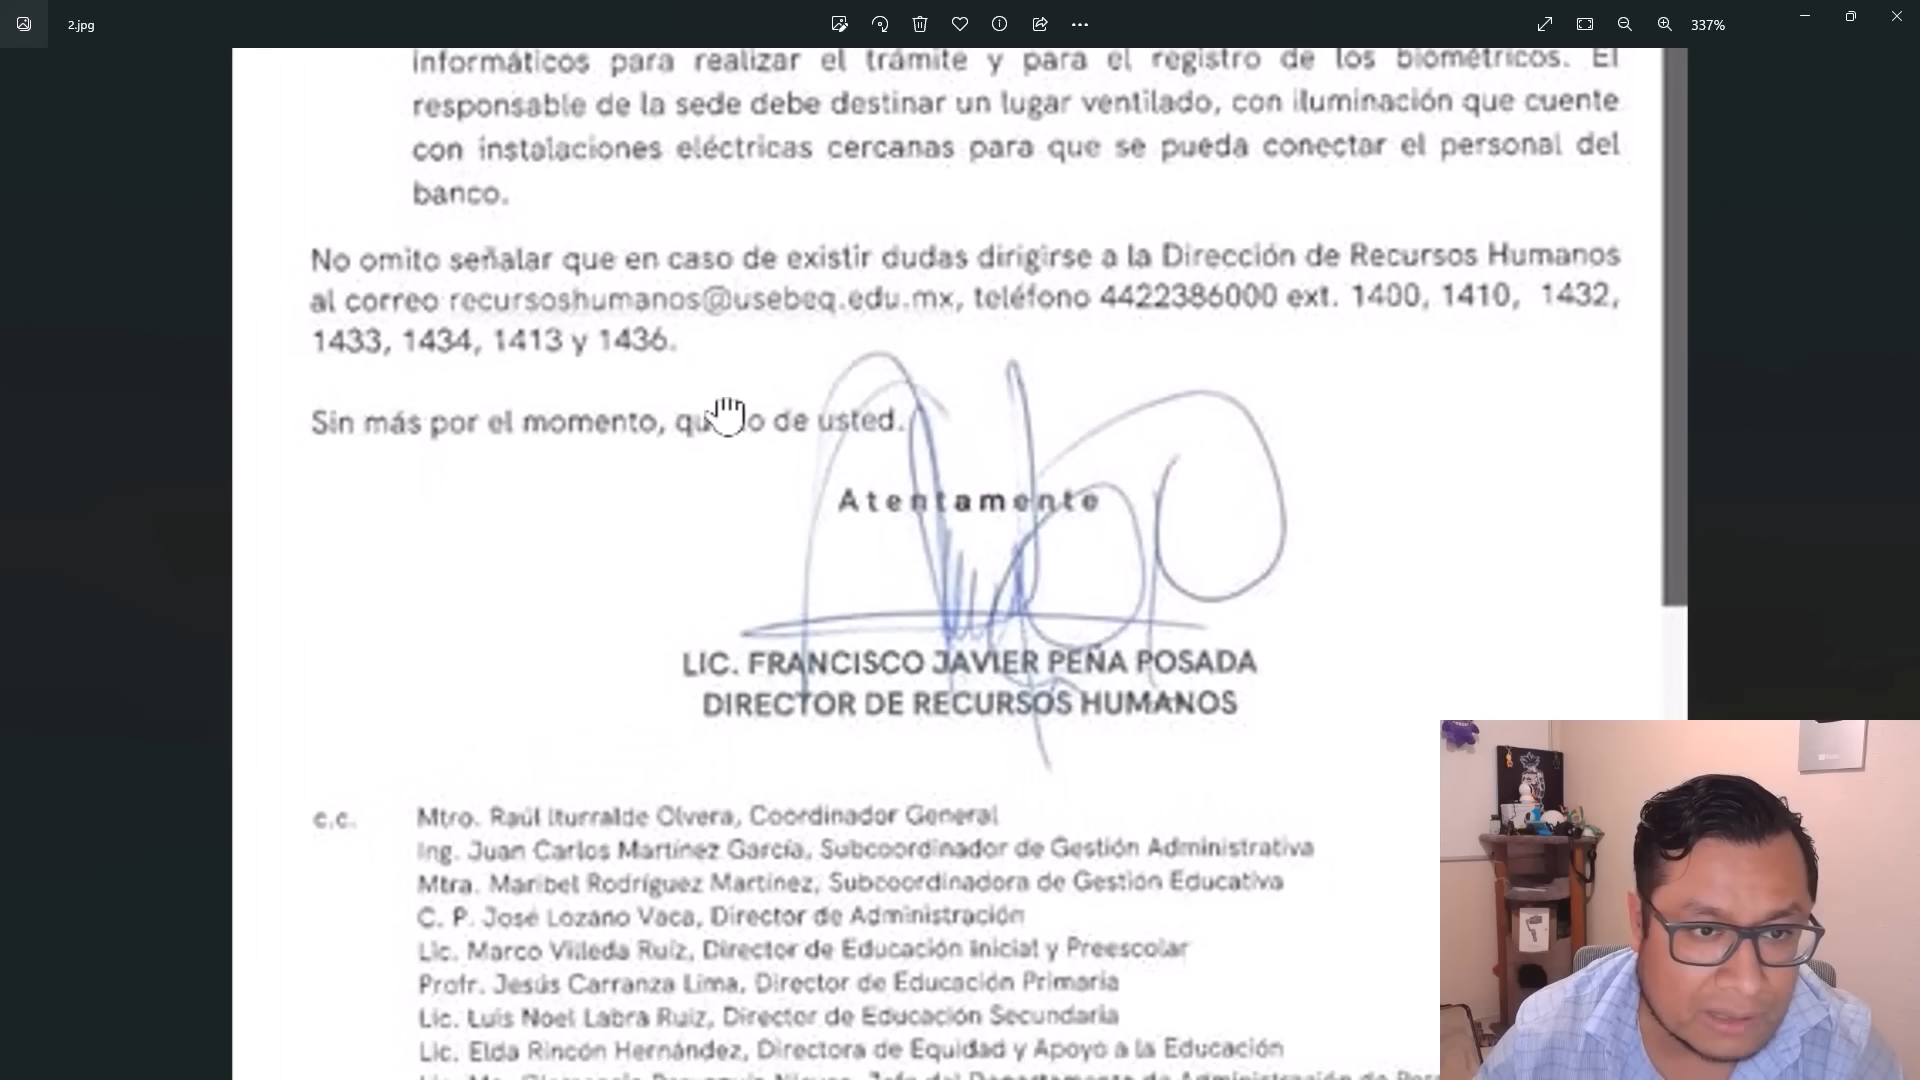 2.jpg
337%
informáticos para realizar el trámite y para el registro de los biométricos. El
responsable de la sede debe destinar un lugar ventilado, con iluminación que cuente
con instalaciones eléctricas cercanas para que se pueda conectar el personal del
banco.
No omito señalar que en caso de existir dudas dirigirse a la Dirección de Recursos Humanos
al correo recursoshumanos@usebeq.edu.mx, teléfono 4422386000 ext. 1400, 1410, 1432,
1433, 1434, 1413 y 1436.
Sin más por el momento, qu o de usted.
Atentamente
LIC. FRANCISCO JAVIER PEÑA POSADA
DIRECTOR DE RECURSOS HUMANOS
c.c. Mtro. Raúl Iturralde Olvera, Coordinador General
Ing. Juan Carlos Martínez García, Subcoordinador de Gestión Administrativa
Mtra. Maribel Rodríguez Martínez, Subcoordinadora de Gestión Educativa
C. P. José Lozano Vaca, Director de Administración
Lic. Marco Villeda Ruíz, Director de Educación Inicial y Preescolar
Profr. Jesús Carranza Lima, Director de Educación Primaria
Lic. Luis Noel Labra Ruiz, Director de Educación Secundaria
Lic. Elda Rincón Hernández, Directora de Equidad y Apoyo a la Educación